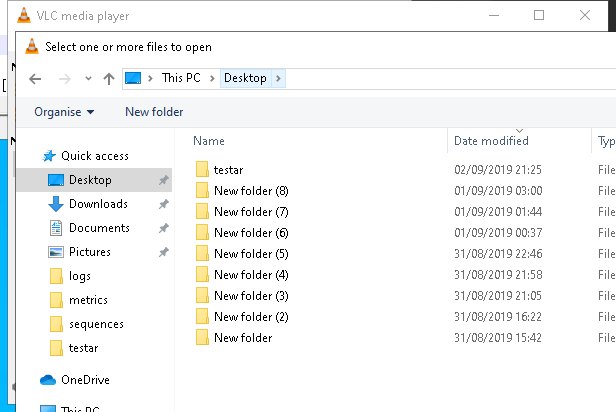 VLC media player
Select one or more files to open
This PC > Desktop >
Organise New folder
Name Date modified Typ
Quick access
Desktop
Downloads
Documents
Pictures
logs
metrics
sequences
testar
OneDrive
This PC
testar 02/09/2019 21:25 File
New folder (8) 01/09/2019 03:00 File
New folder (7) 01/09/2019 01:44 File
New folder (6) 01/09/2019 00:37 File
New folder (5) 31/08/2019 22:46 File
New folder (4) 31/08/2019 21:58 File
New folder (3) 31/08/2019 21:05 File
New folder (2) 31/08/2019 16:22 File
New folder 31/08/2019 15:42 File